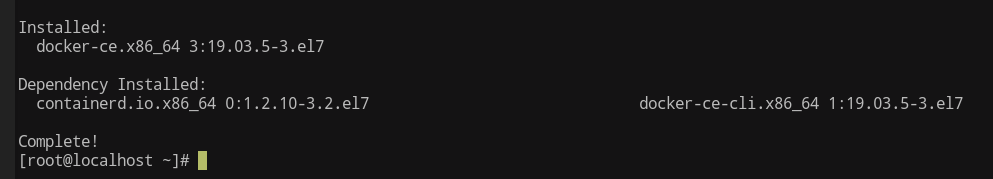 Installed:
docker-ce.x86_64 3:19.03.5-3.el7
Dependency Installed:
containerd.io.x86_64 0:1.2.10-3.2.el7 docker-ce-cli.x86_64 1:19.03.5-3.el7
Complete!
[root@localhost ~]#